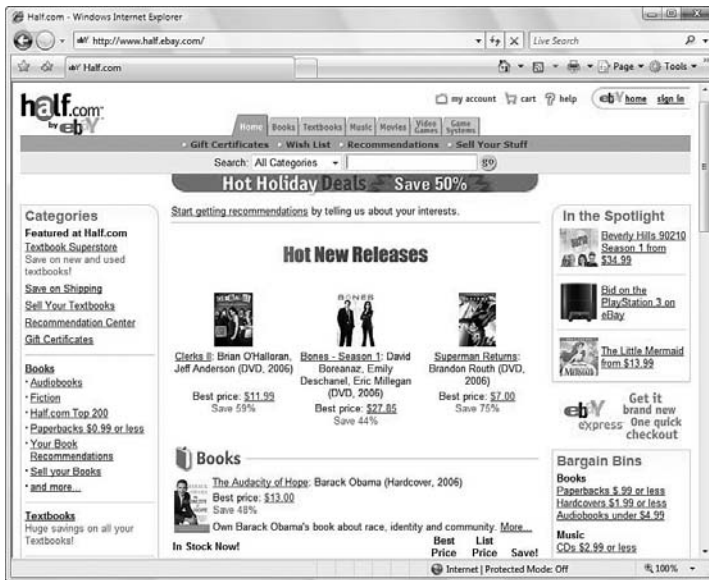 Half.com - Windows Internet Explorer
http://www.half.ebay.com/
Live Search
Half.com
Page
Tools
half.com
by ebY
my account
cart
help
ebY home
sign in
Home
Books
Textbooks
Music
Movies
Video Games
Game Systems
Gift Certificates
Wish List
Recommendations
Sell Your Stuff
Search:
All Categories
go
Hot Holiday Deals
Save 50%
Categories
Featured at Half.com
Textbook Superstore
Save on new and used
textbooks!
Save on Shipping
Sell Your Textbooks
Recommendation Center
Gift Certificates
Books
Audiobooks
Fiction
Half.com Top 200
Paperbacks $0.99 or less
Your Book
Recommendations
Sell your Books
and more...
Textbooks
Huge savings on all your
Textbooks!
Start getting recommendations by telling us about your interests.
Hot New Releases
Clerks II: Brian O'Halloran,
Jeff Anderson (DVD, 2006)
Best price: $11.99
Save 59%
BONES
Bones - Season 1: David
Boreanaz, Emily
Deschanel, Eric Millegan
(DVD, 2006)
Best price: $27.85
Save 44%
Superman Returns:
Brandon Routh (DVD,
2006)
Best price: $7.00
Save 75%
Books
The Audacity of Hope: Barack Obama (Hardcover, 2006)
Best price: $13.00
Save 48%
Own Barack Obama's book about race, identity and community. More...
In Stock Now!
Best
Price
List
Price
Save!
In the Spotlight
Beverly Hills 90210
Season 1 from
$34.99
Bid on the
PlayStation 3 on
eBay
The Little Mermaid
from $13.99
ebY
express
Get it
brand new
One quick
checkout
Bargain Bins
Books
Paperbacks $.99 or less
Hardcovers $1.99 or less
Audiobooks under $4.99
Music
CDs $2.99 or less
Internet | Protected Mode: Off
100%